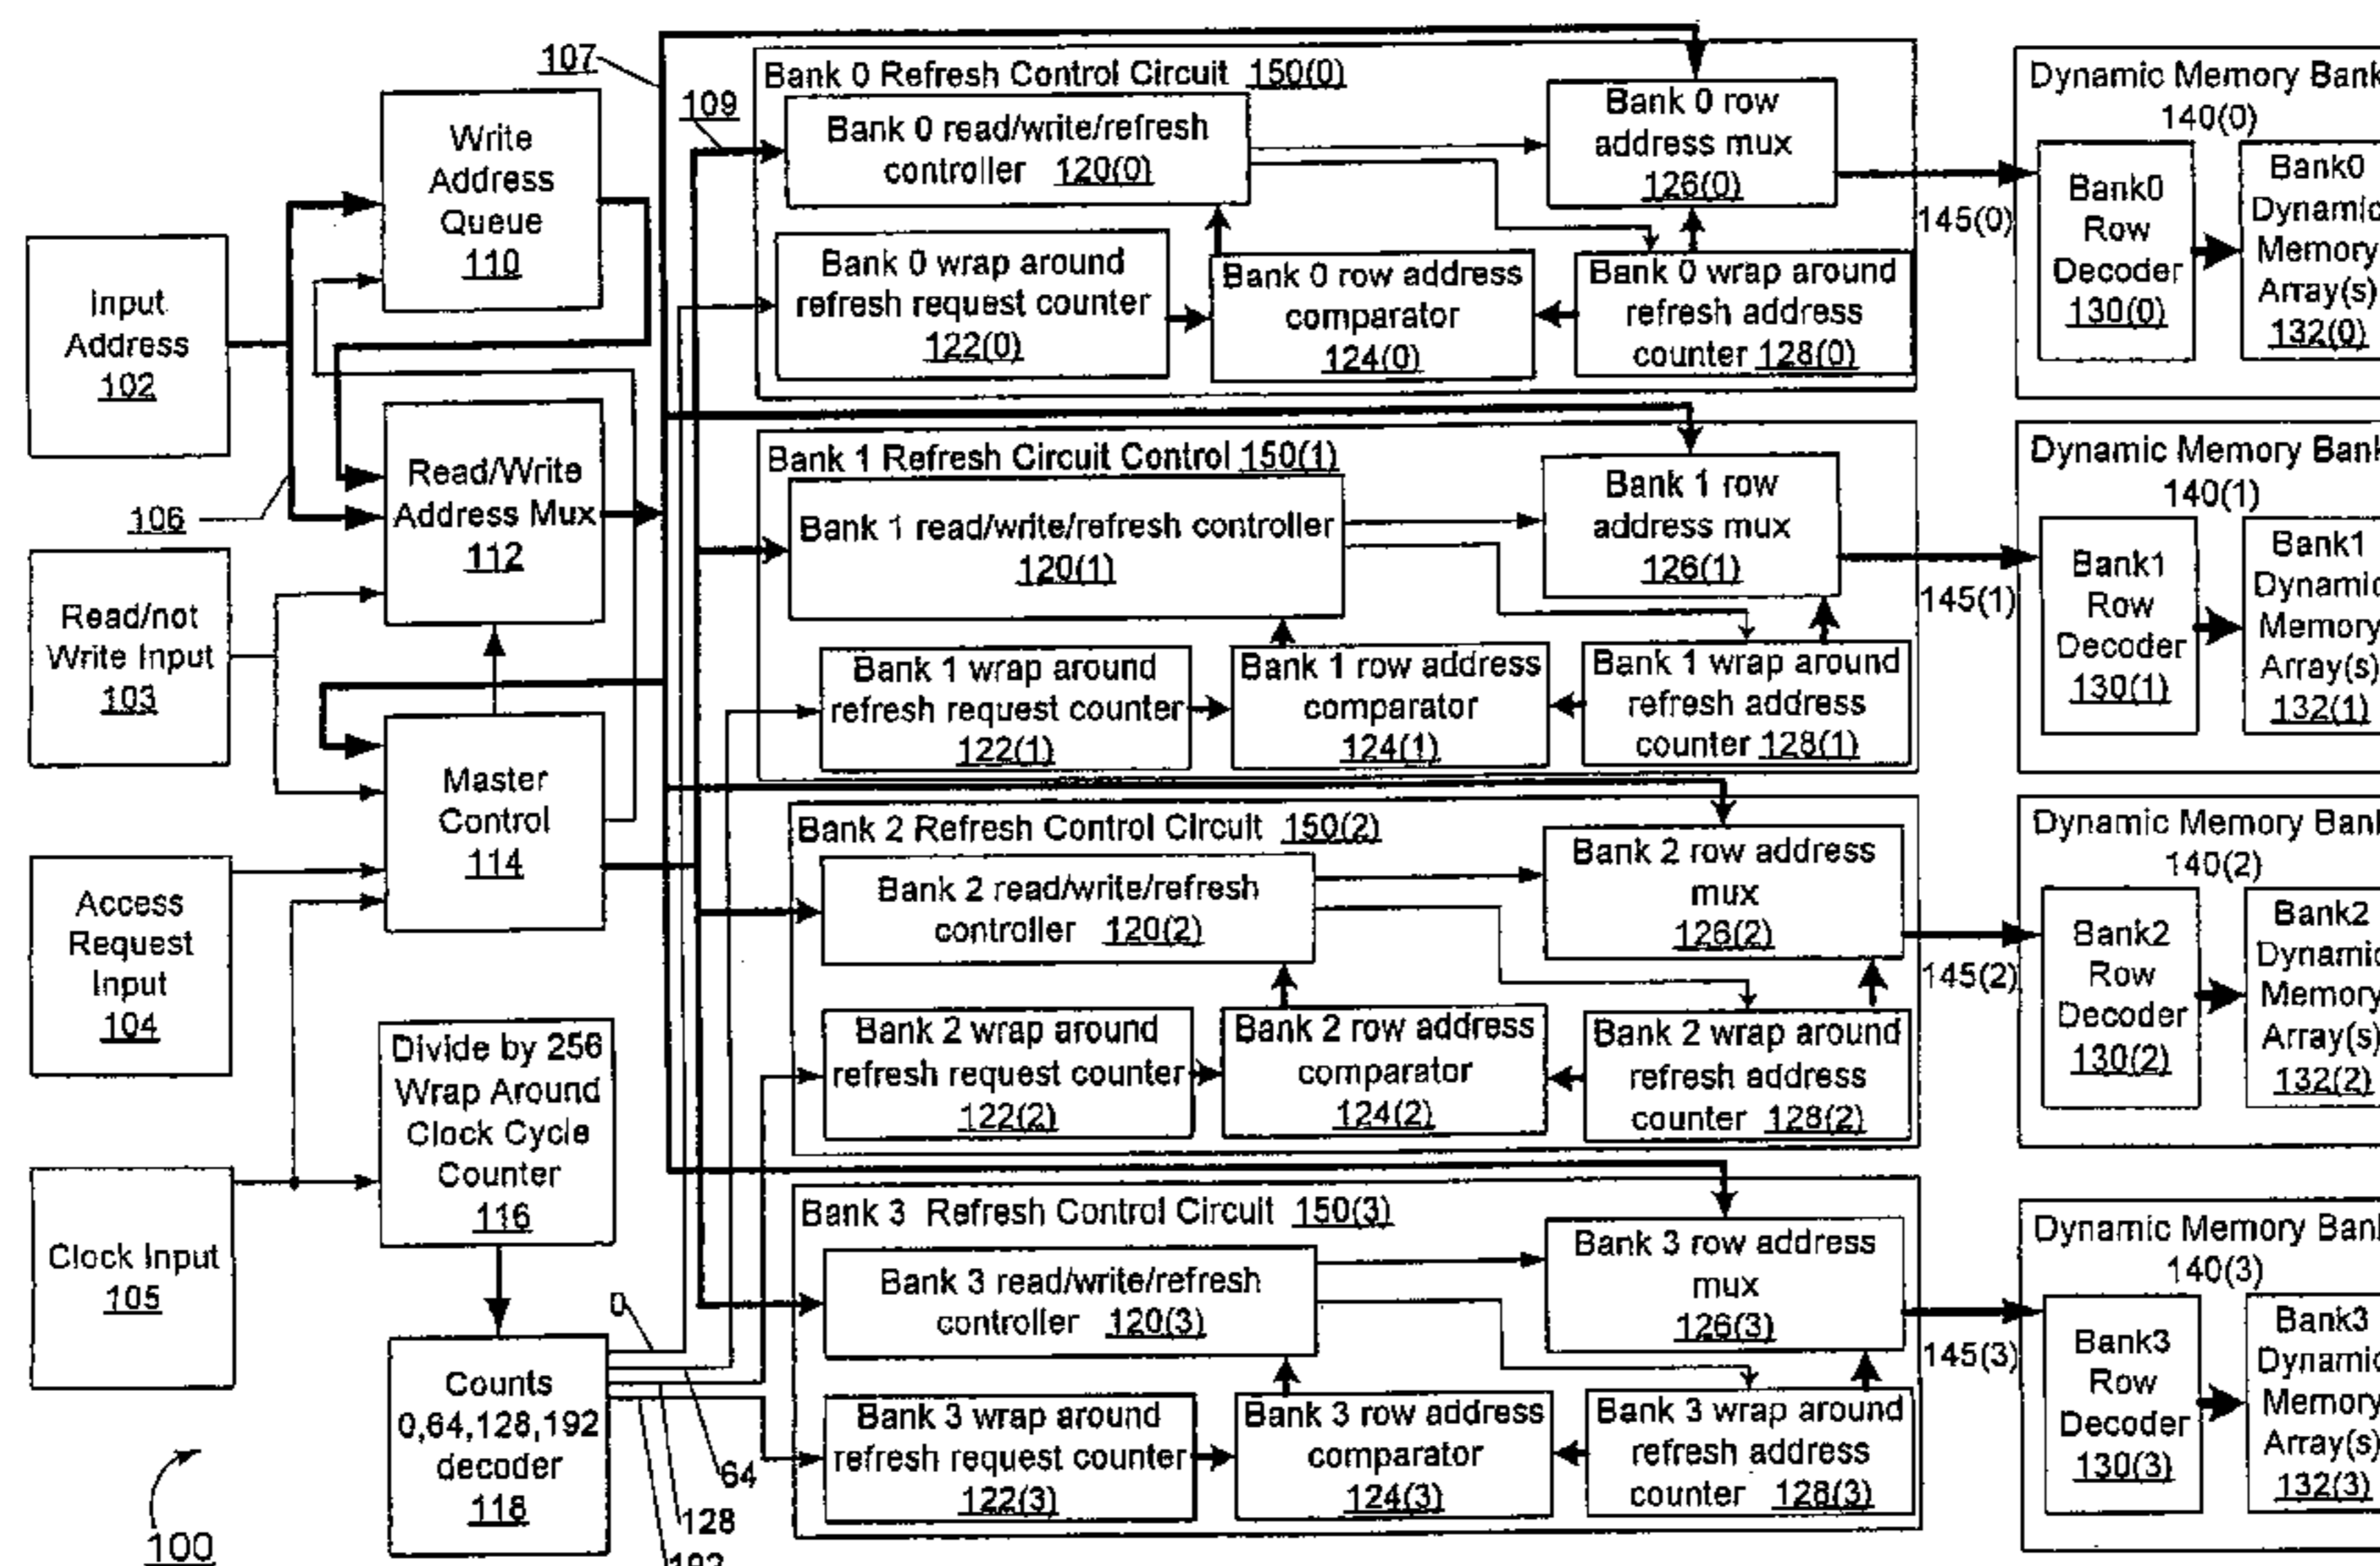 107
109
Write
Address
Queue
110
Input
Address
102
106
Read/Write
Address Mux
112
Read/not
Write Input
103
Master
Control
114
Access
Request
Input
104
Divide by 256
Wrap Around
Clock Cycle
Counter
116
Clock Input
105
Counts
0,64,128,192
decoder
118
0
64
128
192
100
Bank 0 Refresh Control Circuit 150(0)
Bank 0 read/write/refresh
controller 120(0)
Bank 0 row
address mux
126(0)
Bank 0 wrap around
refresh request counter
122(0)
Bank 0 row address
comparator
124(0)
Bank 0 wrap around
refresh address
counter 128(0)
145(0)
Dynamic Memory Bank
140(0)
Bank0
Row
Decoder
130(0)
Bank0
Dynamic
Memory
Array(s)
132(0)
Bank 1 Refresh Circuit Control 150(1)
Bank 1 read/write/refresh controller
120(1)
Bank 1 row
address mux
126(1)
Bank 1 wrap around
refresh request counter
122(1)
Bank 1 row address
comparator
124(1)
Bank 1 wrap around
refresh address
counter 128(1)
145(1)
Dynamic Memory Bank
140(1)
Bank1
Row
Decoder
130(1)
Bank1
Dynamic
Memory
Array(s)
132(1)
Bank 2 Refresh Control Circuit 150(2)
Bank 2 read/write/refresh
controller 120(2)
Bank 2 row address
mux
126(2)
Bank 2 wrap around
refresh request counter
122(2)
Bank 2 row address
comparator
124(2)
Bank 2 wrap around
refresh address
counter 128(2)
145(2)
Dynamic Memory Bank
140(2)
Bank2
Row
Decoder
130(2)
Bank2
Dynamic
Memory
Array(s)
132(2)
Bank 3 Refresh Control Circuit 150(3)
Bank 3 read/write/refresh
controller 120(3)
Bank 3 row address
mux
126(3)
Bank 3 wrap around
refresh request counter
122(3)
Bank 3 row address
comparator
124(3)
Bank 3 wrap around
refresh address
counter 128(3)
145(3)
Dynamic Memory Bank
140(3)
Bank3
Row
Decoder
130(3)
Bank3
Dynamic
Memory
Array(s)
132(3)